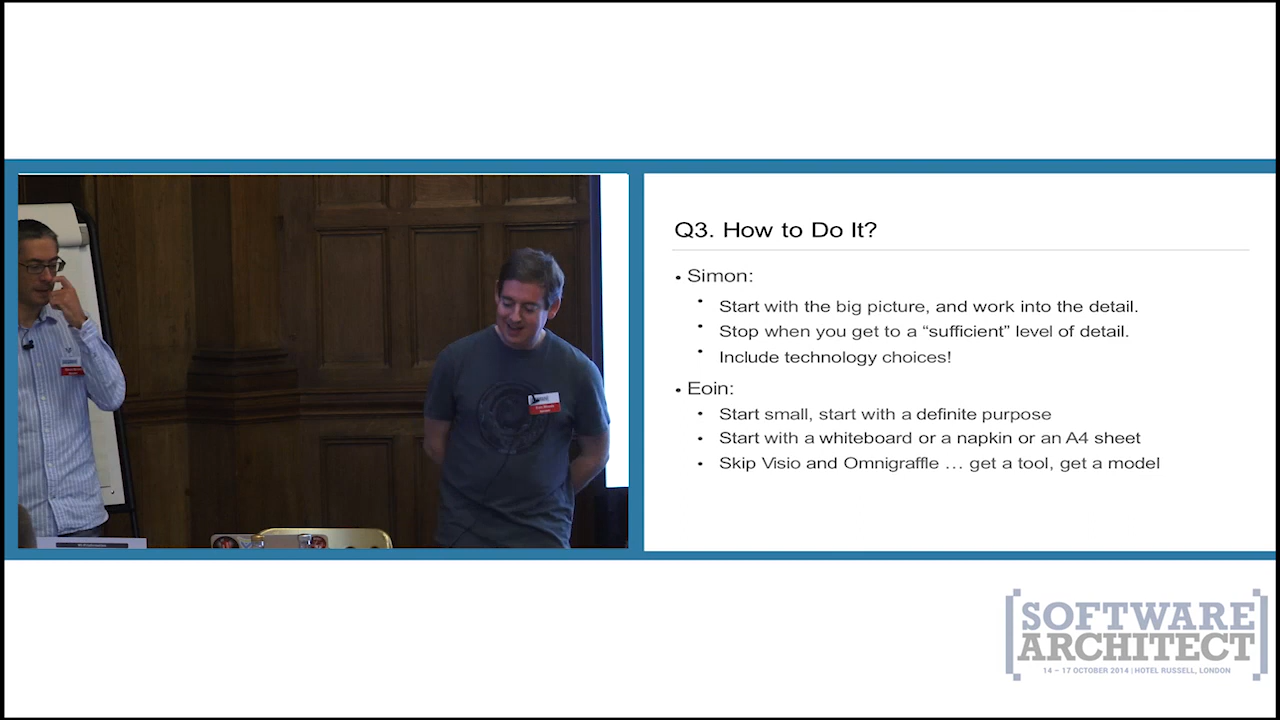 Q3. How to Do It?
• Simon:
• Start with the big picture, and work into the detail.
• Stop when you get to a “sufficient” level of detail.
• Include technology choices!
• Eoin:
• Start small, start with a definite purpose
• Start with a whiteboard or a napkin or an A4 sheet
• Skip Visio and Omnigraffle … get a tool, get a model
[SOFTWARE
ARCHITECT]
14 – 17 OCTOBER 2014 | HOTEL RUSSELL, LONDON